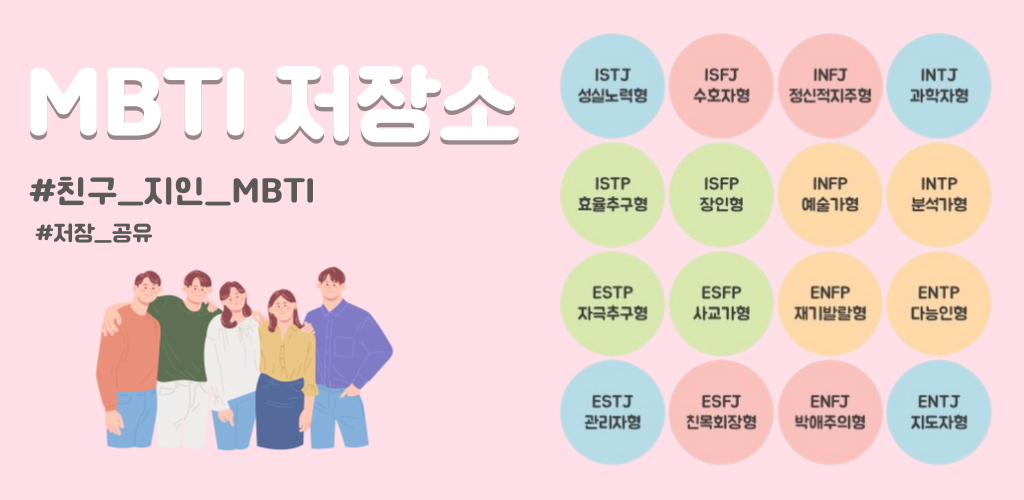 MBTI 저장소
#친구_지인_MBTI
#저장_공유
ISTJ
성실노력형
ISFJ
수호자형
INFJ
정신적지주형
INTJ
과학자형
ISTP
효율추구형
ISFP
장인형
INFP
예술가형
INTP
분석가형
ESTP
자극추구형
ESFP
사교가형
ENFP
재기발랄형
ENTP
다능인형
ESTJ
관리자형
ESFJ
친목회장형
ENFJ
박애주의형
ENTJ
지도자형